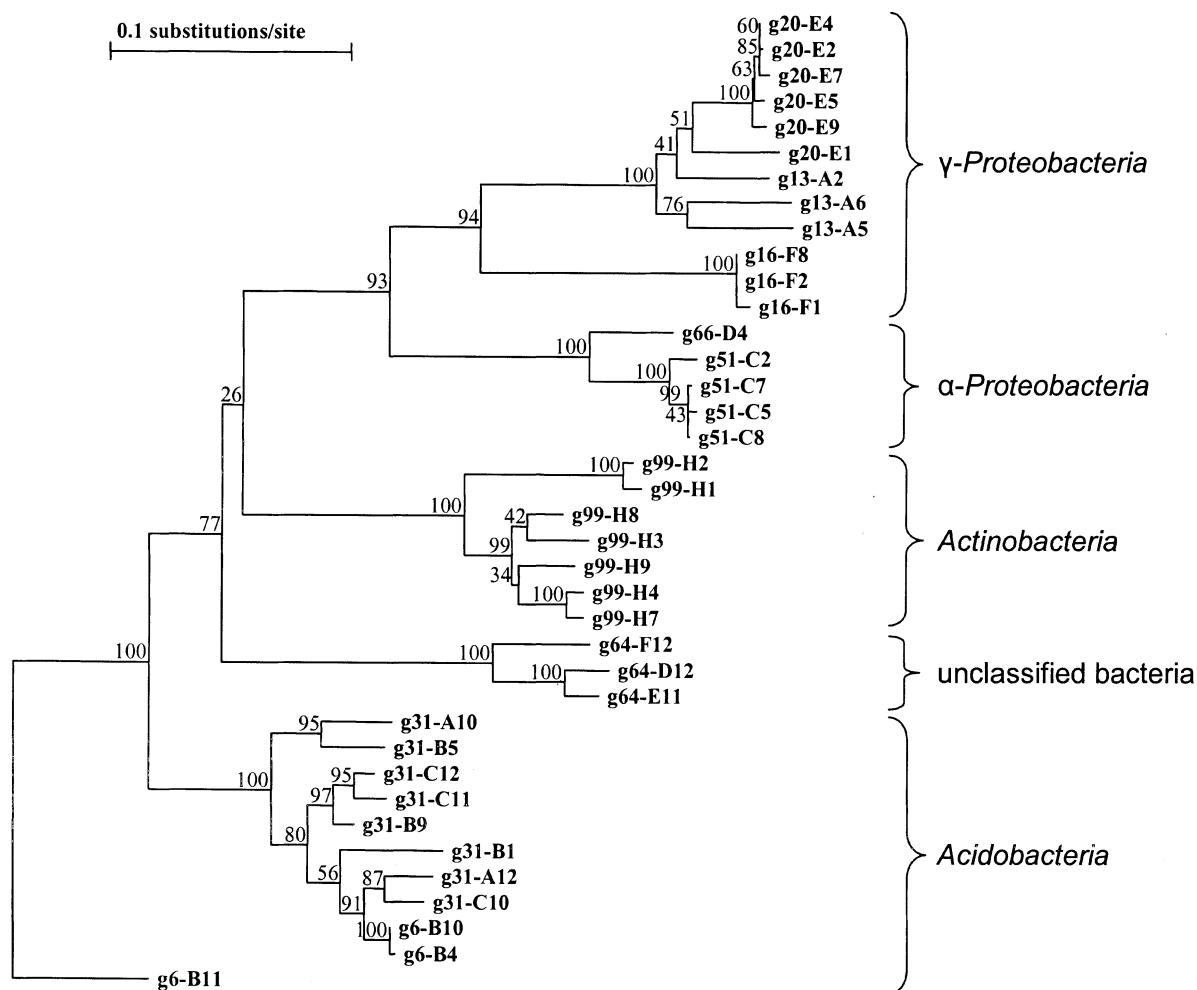 0.1 substitutions/site
60
g20-E4
85
g20-E2
63
g20-E7
100
g20-E5
g20-E9
51
g20-E1
41
g13-A2
100
76
g13-A6
g13-A5
γ-Proteobacteria
94
100
g16-F8
g16-F2
g16-F1
93
100
g66-D4
100
g51-C2
99
g51-C7
43
g51-C5
g51-C8
α-Proteobacteria
26
100
g99-H2
g99-H1
100
42
g99-H8
g99-H3
99
34
g99-H9
100
g99-H4
g99-H7
Actinobacteria
77
100
g64-F12
100
g64-D12
g64-E11
unclassified bacteria
100
95
g31-A10
g31-B5
100
95
g31-C12
97
g31-C11
g31-B9
80
56
g31-B1
87
g31-A12
91
g31-C10
100
g6-B10
g6-B4
g6-B11
Acidobacteria